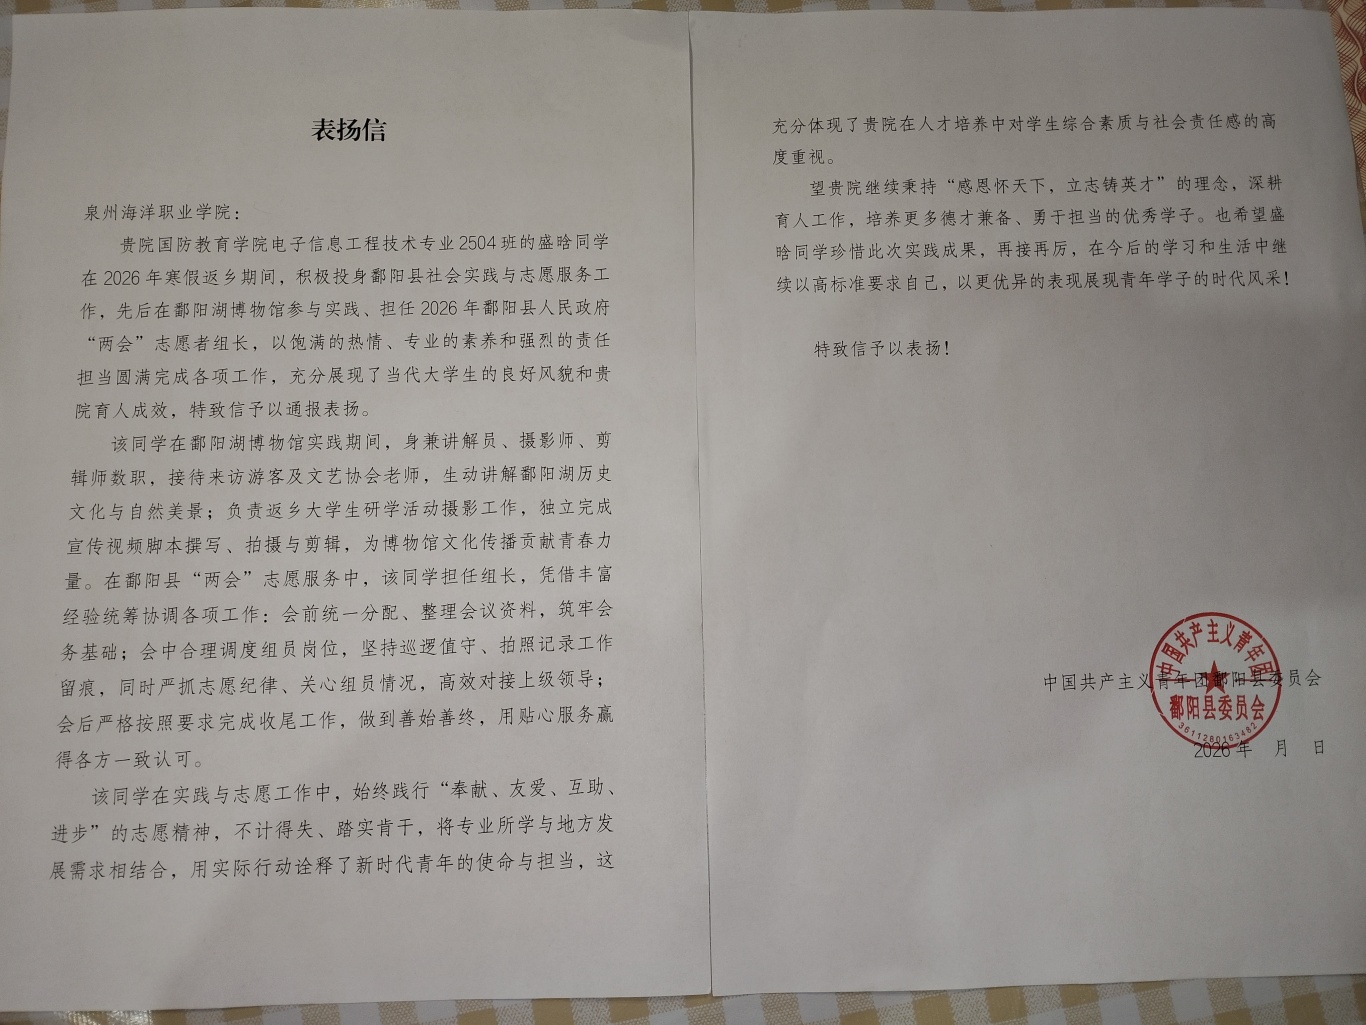 表扬信
泉州海洋职业学院：
贵院国防教育学院电子信息工程技术专业 2504 班的盛晗同学
在 2026 年寒假返乡期间，积极投身鄱阳县社会实践与志愿服务工
作，先后在鄱阳湖博物馆参与实践、担任 2026 年鄱阳县人民政府
“两会”志愿者组长，以饱满的热情、专业的素养和强烈的责任
担当圆满完成各项工作，充分展现了当代大学生的良好风貌和贵
院育人成效，特致信予以通报表扬。
该同学在鄱阳湖博物馆实践期间，身兼讲解员、摄影师、剪
辑师数职，接待来访游客及文艺协会老师，生动讲解鄱阳湖历史
文化与自然美景；负责返乡大学生研学活动摄影工作，独立完成
宣传视频脚本撰写、拍摄与剪辑，为博物馆文化传播贡献青春力
量。在鄱阳县“两会”志愿服务中，该同学担任组长，凭借丰富
经验统筹协调各项工作：会前统一分配、整理会议资料，筑牢会
务基础；会中合理调度组员岗位，坚持巡逻值守、拍照记录工作
留痕，同时严抓志愿纪律、关心组员情况，高效对接上级领导；
会后严格按照要求完成收尾工作，做到善始善终，用贴心服务赢
得各方一致认可。
该同学在实践与志愿工作中，始终践行“奉献、友爱、互助、
进步”的志愿精神，不计得失、踏实肯干，将专业所学与地方发
展需求相结合，用实际行动诠释了新时代青年的使命与担当，这
充分体现了贵院在人才培养中对学生综合素质与社会责任感的高
度重视。
望贵院继续秉持“感恩怀天下，立志铸英才”的理念，深耕
育人工作，培养更多德才兼备、勇于担当的优秀学子。也希望盛
晗同学珍惜此次实践成果，再接再厉，在今后的学习和生活中继
续以高标准要求自己，以更优异的表现展现青年学子的时代风采！
特致信予以表扬！
中国共产主义青年团鄱阳县委员会
2026 年 月 日
中国共产主义青年团
鄱阳县委员会
3611280163482